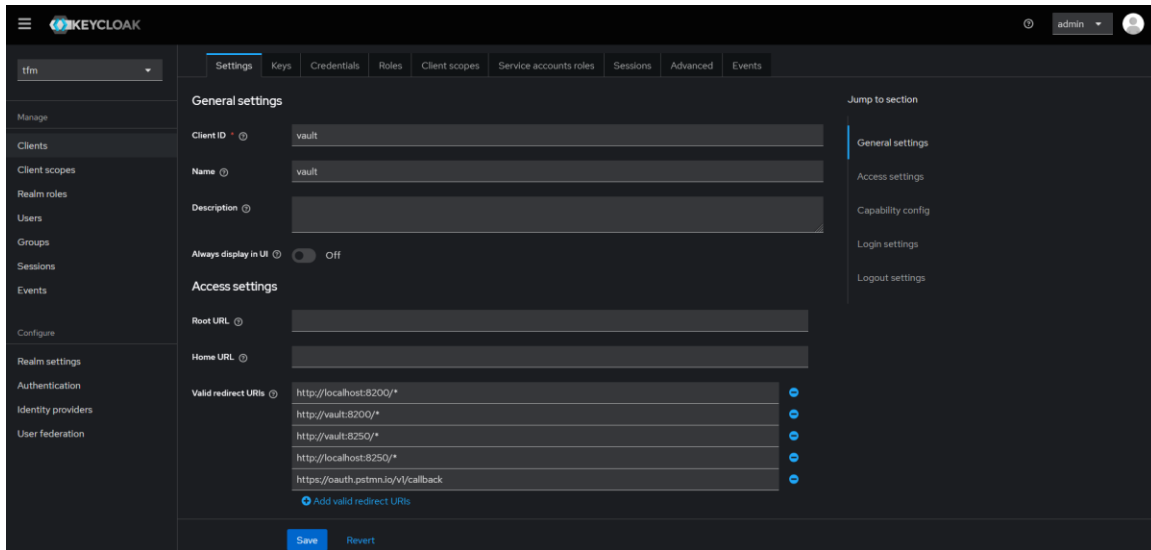 KEYCLOAK
admin
tfm
Manage
Clients
Client scopes
Realm roles
Users
Groups
Sessions
Events
Configure
Realm settings
Authentication
Identity providers
User federation
Settings Keys Credentials Roles Client scopes Service accounts roles Sessions Advanced Events
General settings
Client ID * vault
Name vault
Description
Always display in UI Off
Access settings
Root URL
Home URL
Valid redirect URIs http://localhost:8200/*
http://vault:8200/*
http://vault:8250/*
http://localhost:8250/*
https://oauth.pstmn.io/v1/callback
Add valid redirect URIs
Save Revert
Jump to section
General settings
Access settings
Capability config
Login settings
Logout settings